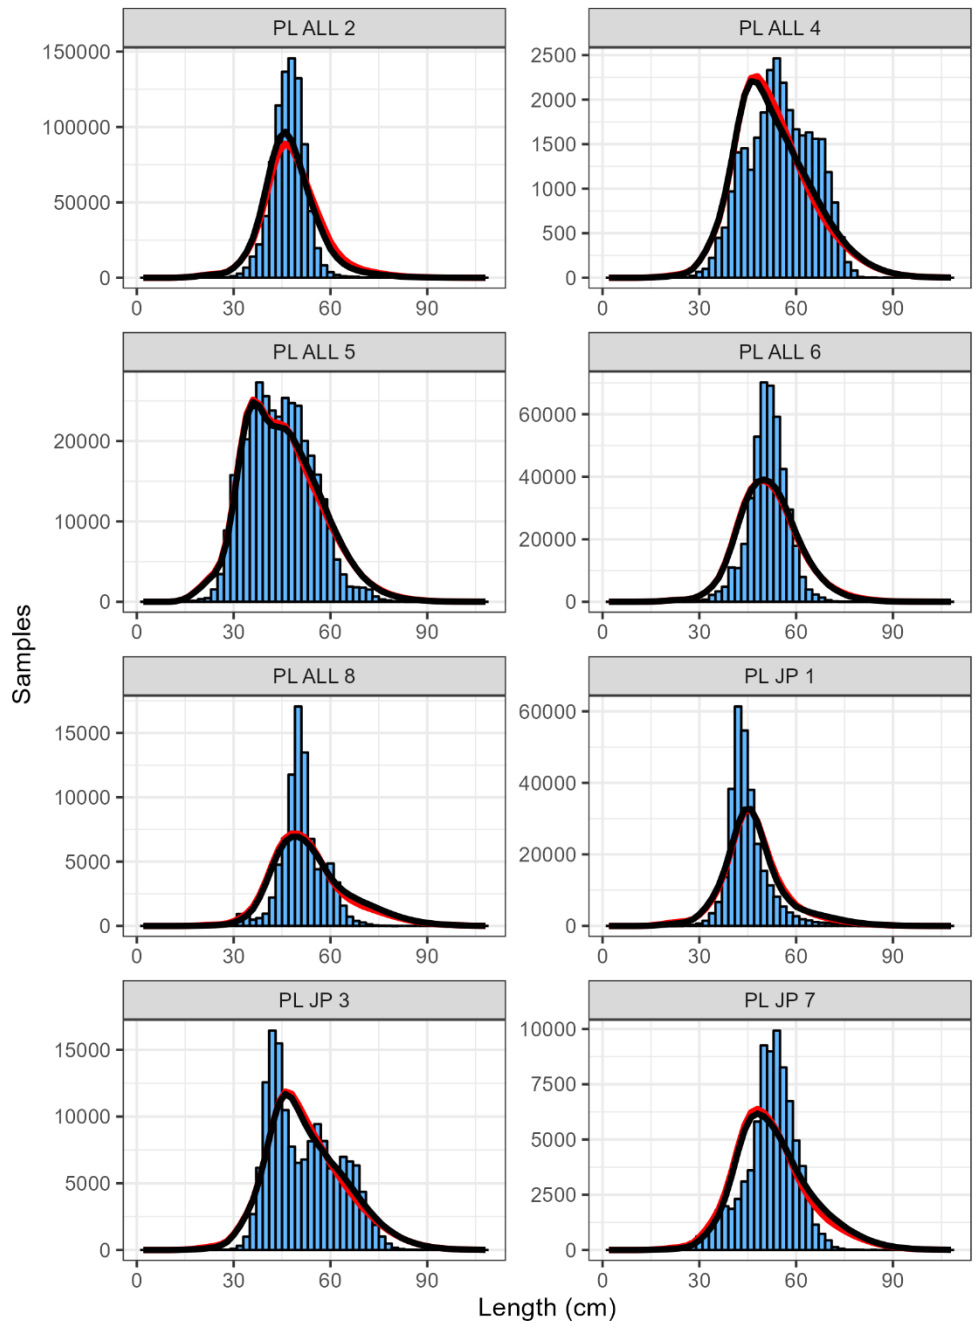 PL ALL 2
PL ALL 4
150000
100000
50000
0
0 30 60 90
2500
2000
1500
1000
500
0
0 30 60 90
PL ALL 5
PL ALL 6
20000
10000
0
0 30 60 90
60000
40000
20000
0
0 30 60 90
Samples
PL ALL 8
PL JP 1
15000
10000
5000
0
0 30 60 90
60000
40000
20000
0
0 30 60 90
PL JP 3
PL JP 7
15000
10000
5000
0
0 30 60 90
10000
7500
5000
2500
0
0 30 60 90
Length (cm)